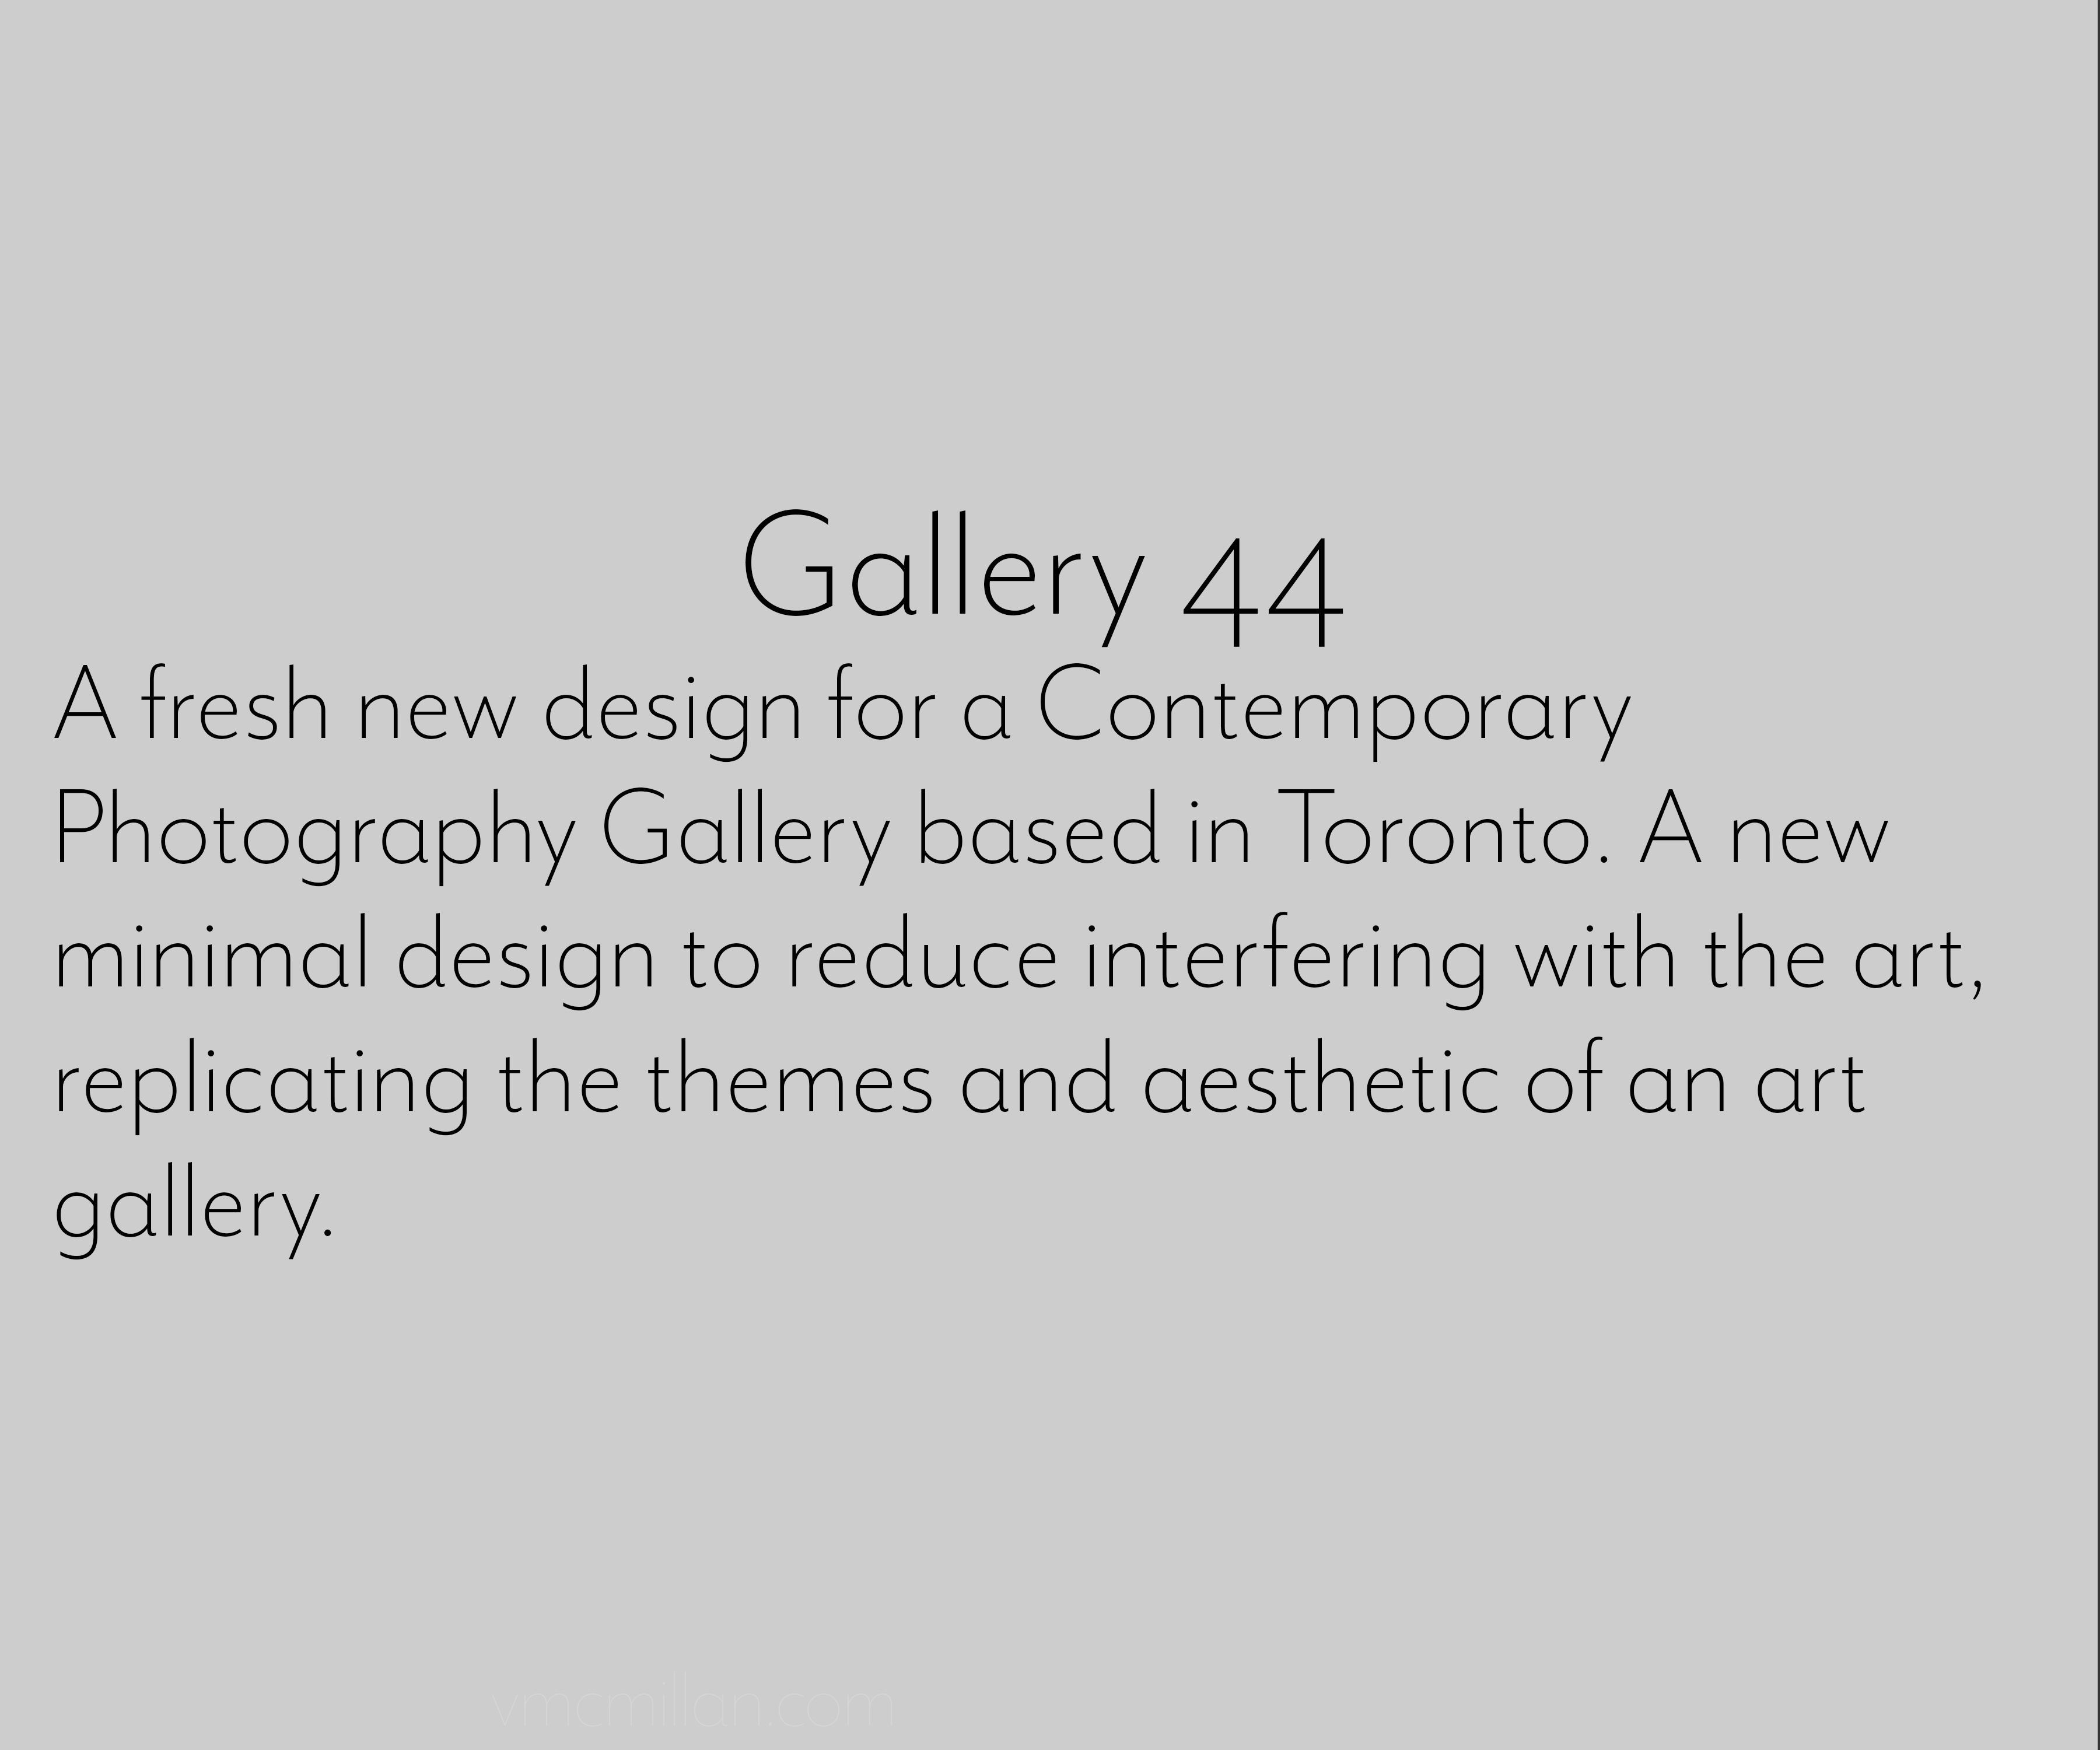 Gallery 44
A fresh new design for a Contemporary
Photography Gallery based in Toronto. A new
minimal design to reduce interfering with the art,
replicating the themes and aesthetic of an art
gallery.
vmcmillan.com